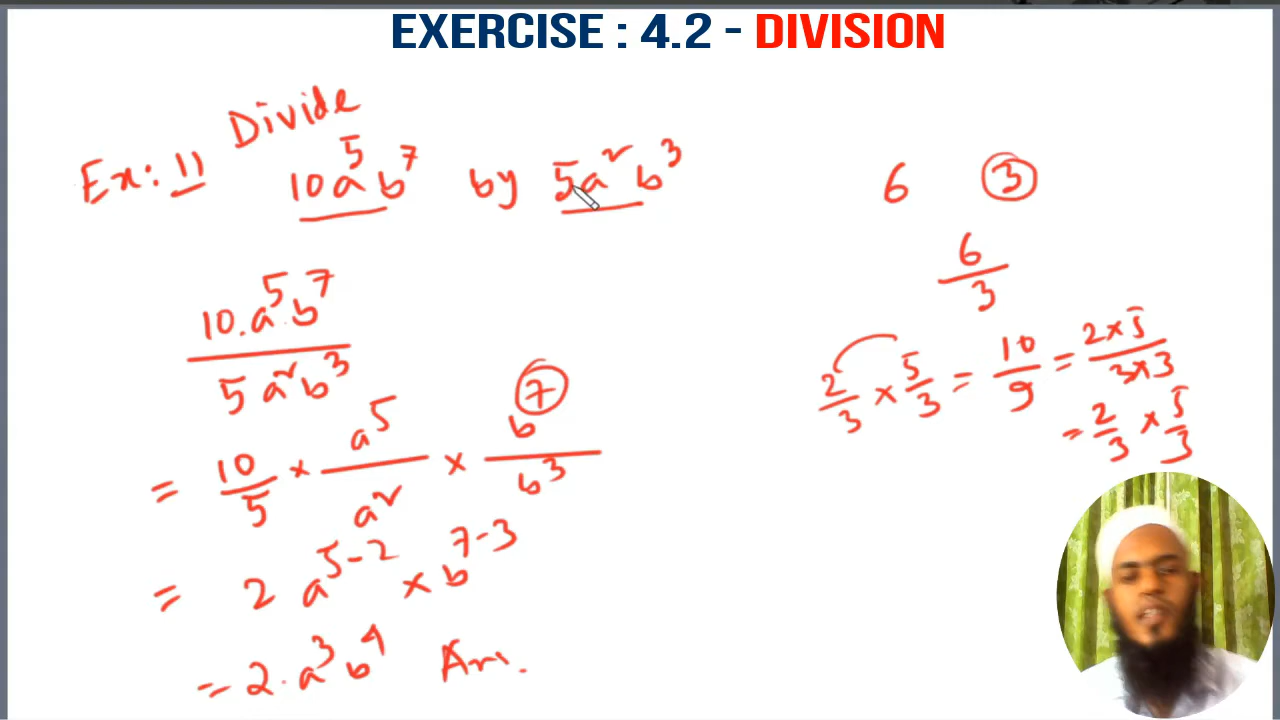 EXERCISE : 4.2 - DIVISION
Ex: 11 Divide
10a⁵b⁷ by 5a²b³
10.a⁵.b⁷
5a²b³
= 10/5 × a⁵/a² × b⁷/b³
= 2 a⁵⁻² × b⁷⁻³
= 2.a³b⁴ Ans.
6 3
6/3
2/3 × 5/3 = 10/9 = 2×5/3×3
= 2/3 × 5/3